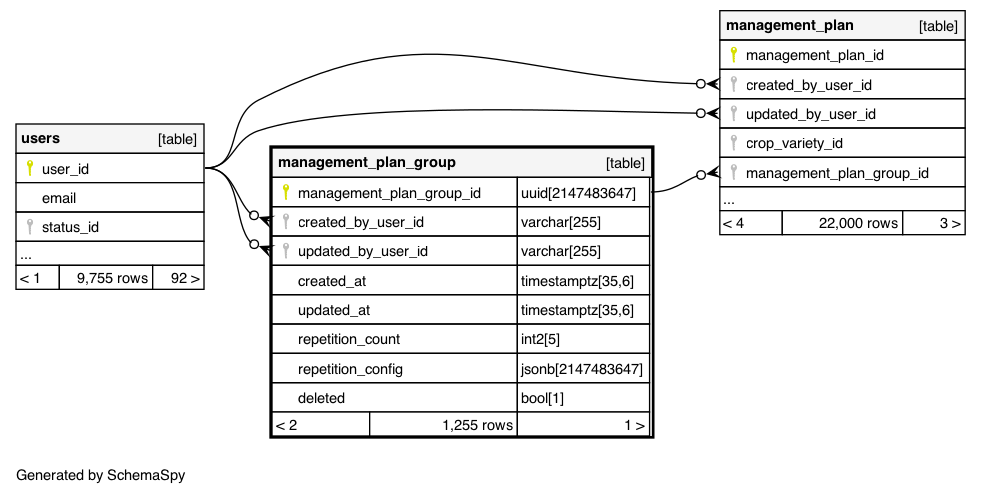 management_plan [table]
management_plan_id
created_by_user_id
updated_by_user_id
crop_variety_id
management_plan_group_id
...
< 4 22,000 rows 3 >
users [table]
user_id
email
status_id
...
< 1 9,755 rows 92 >
management_plan_group [table]
management_plan_group_id uuid[2147483647]
created_by_user_id varchar[255]
updated_by_user_id varchar[255]
created_at timestamptz[35,6]
updated_at timestamptz[35,6]
repetition_count int2[5]
repetition_config jsonb[2147483647]
deleted bool[1]
< 2 1,255 rows 1 >
Generated by SchemaSpy